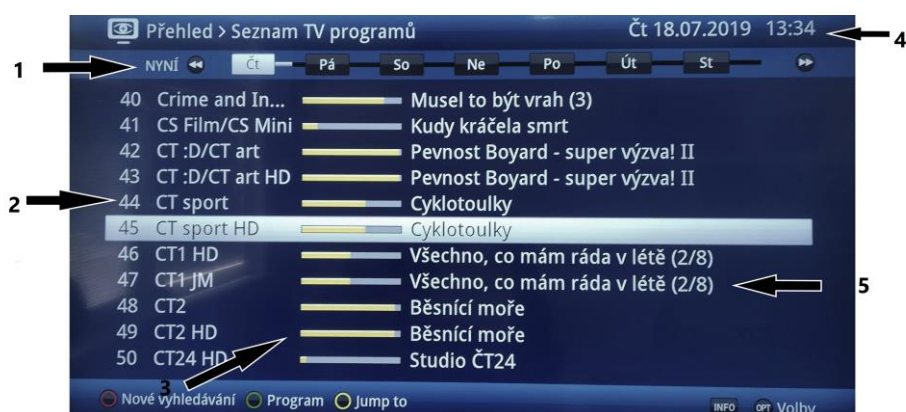 Přehled > Seznam TV programů Čt 18.07.2019 13:34
4
1
NYNÍ Čt Pá So Ne Po Út St
40 Crime and In... Musel to být vrah (3)
41 CS Film/CS Mini Kudy kráčela smrt
42 CT :D/CT art Pevnost Boyard - super výzva! II
43 CT :D/CT art HD Pevnost Boyard - super výzva! II
2
44 CT sport Cyklotoulky
45 CT sport HD Cyklotoulky
46 CT1 HD Všechno, co mám ráda v létě (2/8)
47 CT1 JM Všechno, co mám ráda v létě (2/8)
5
48 CT2 Běsnící moře
49 CT2 HD Běsnící moře
50 CT24 HD Studio ČT24
3
Nové vyhledávání Program Jump to INFO OPT Volby